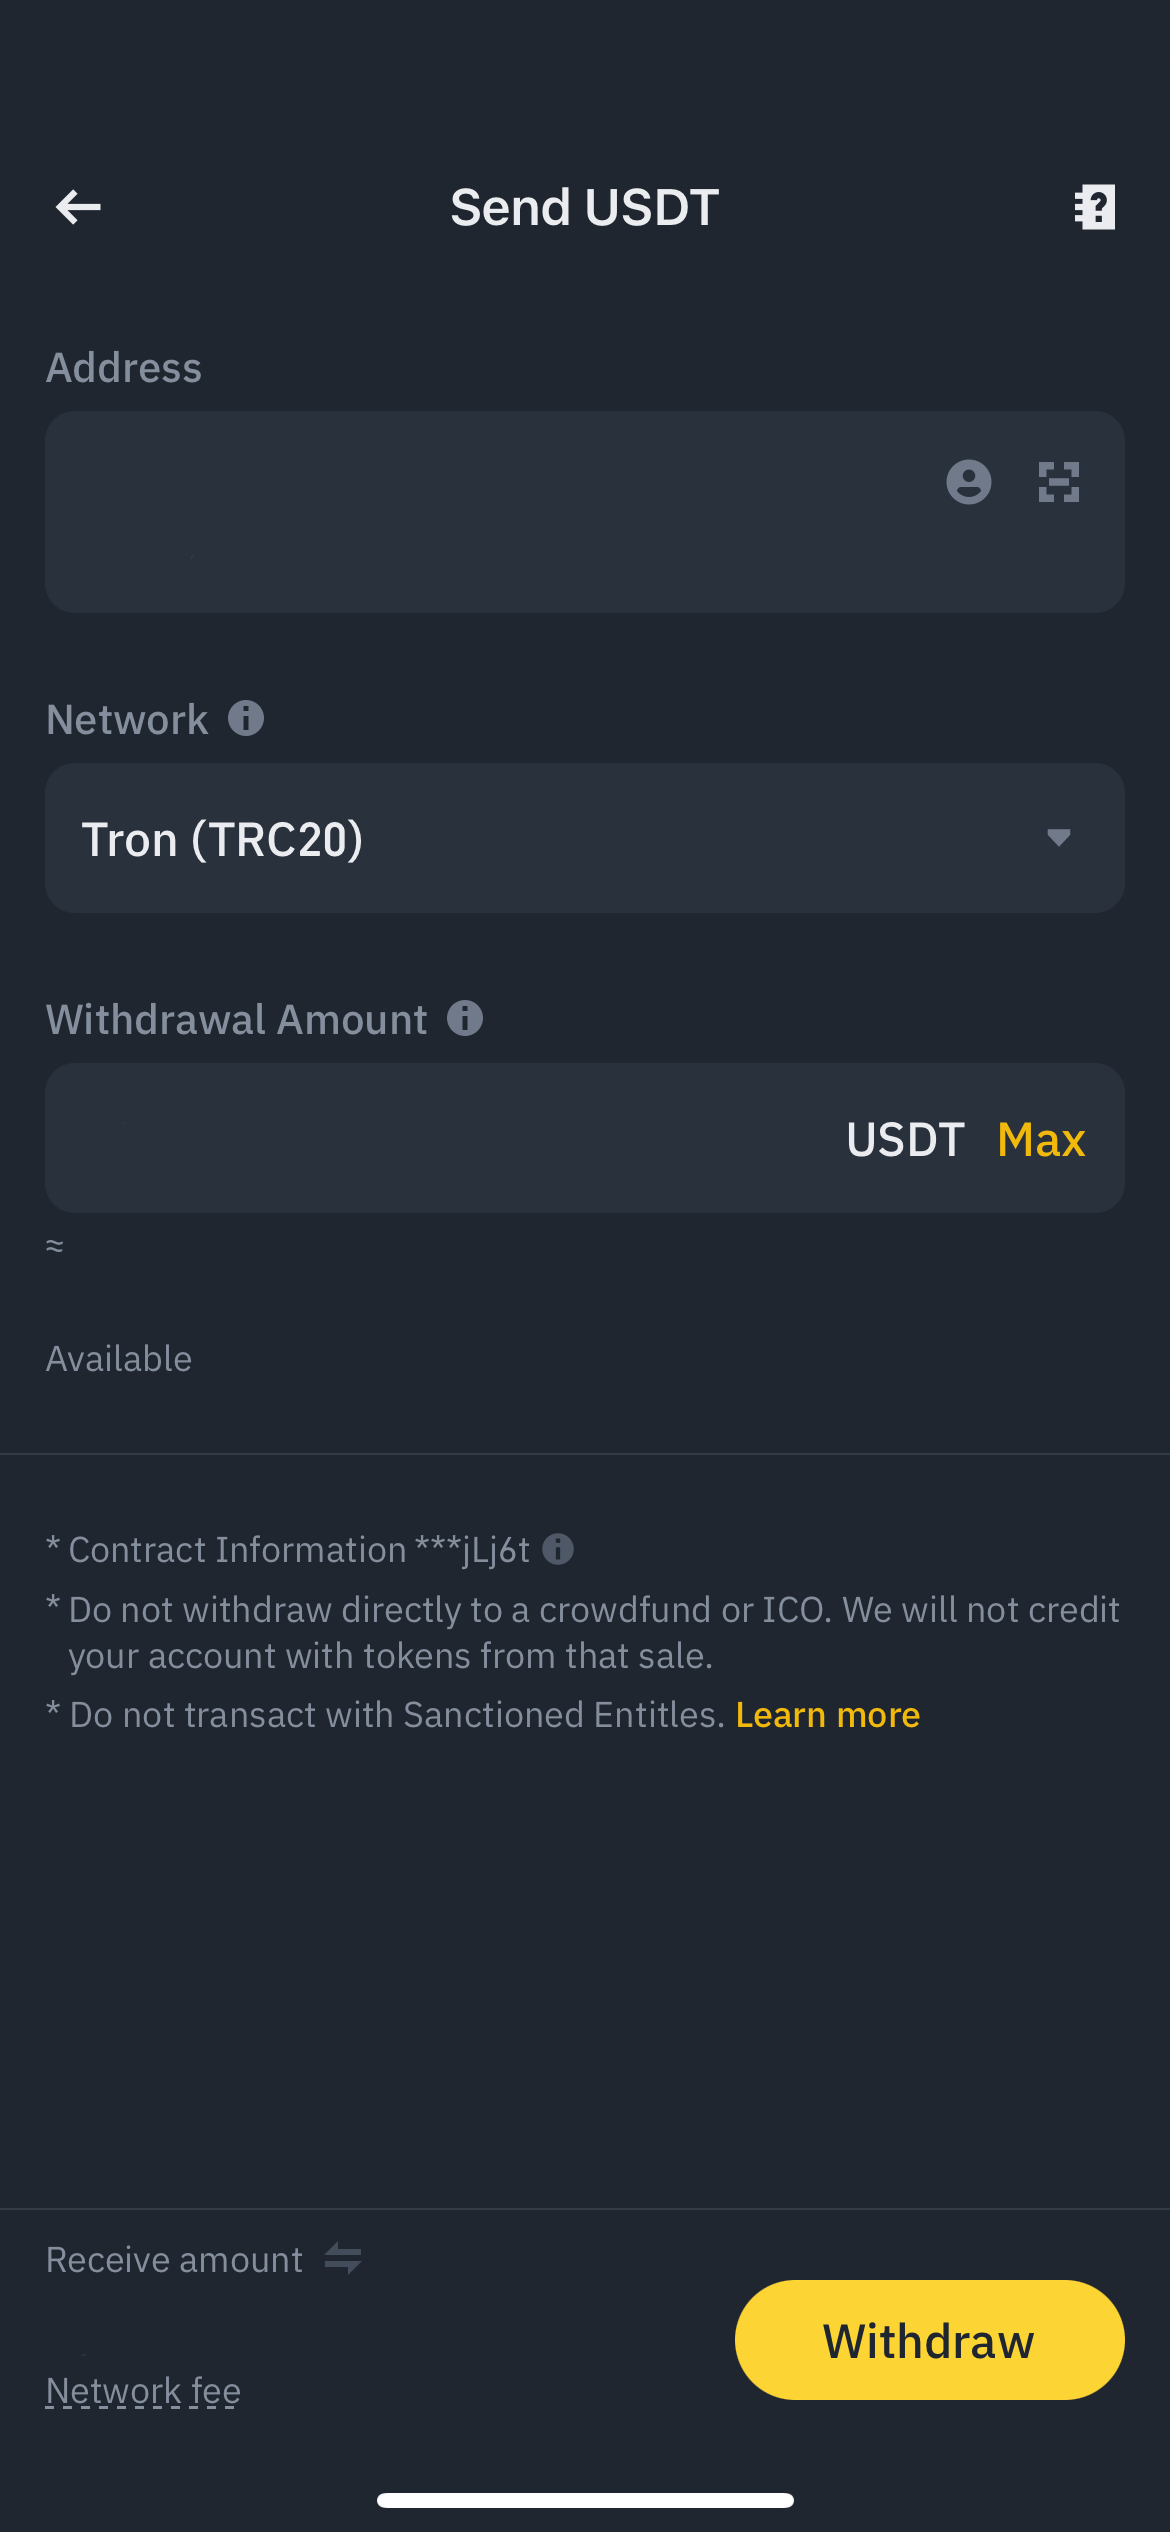 Send USDT
Address
Network
Tron (TRC20)
Withdrawal Amount
USDT Max
≈
Available
* Contract Information ***jLj6t
* Do not withdraw directly to a crowdfund or ICO. We will not credit
your account with tokens from that sale.
* Do not transact with Sanctioned Entitles. Learn more
Receive amount
Withdraw
Network fee